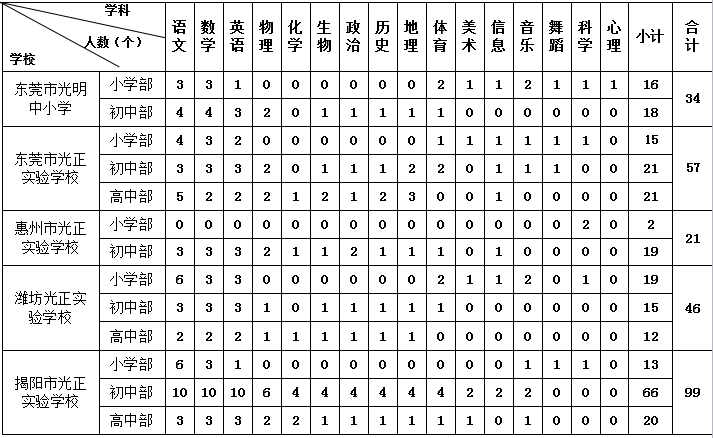 学科
人数（个）
学校
语文 数学 英语 物理 化学 生物 政治 历史 地理 体育 美术 信息 音乐 舞蹈 科学 心理 小计 合计
东莞市光明中小学 小学部 3 3 1 0 0 0 0 0 0 2 1 1 2 1 1 1 16 34
初中部 4 4 3 2 0 1 1 1 1 1 0 0 0 0 0 0 18
东莞市光正实验学校 小学部 4 3 2 0 0 0 0 0 0 1 1 1 1 1 1 0 15 57
初中部 3 3 3 2 0 1 1 1 2 2 0 1 1 1 0 0 21
高中部 5 2 2 2 1 2 1 2 3 0 0 1 0 0 0 0 21
惠州市光正实验学校 小学部 0 0 0 0 0 0 0 0 0 0 0 0 0 0 2 0 2 21
初中部 3 3 3 2 1 1 2 1 1 1 0 1 0 0 0 0 19
潍坊光正实验学校 小学部 6 3 3 0 0 0 0 0 0 2 1 1 2 0 1 0 19 46
初中部 3 3 3 1 0 1 1 1 1 1 0 0 0 0 0 0 15
高中部 2 2 2 1 1 1 1 1 1 0 0 0 0 0 0 0 12
揭阳市光正实验学校 小学部 6 3 1 0 0 0 0 0 0 0 0 0 1 1 1 0 13 99
初中部 10 10 10 6 4 4 4 4 4 4 2 2 2 0 0 0 66
高中部 3 3 3 2 2 1 1 1 1 1 1 0 1 0 0 0 20